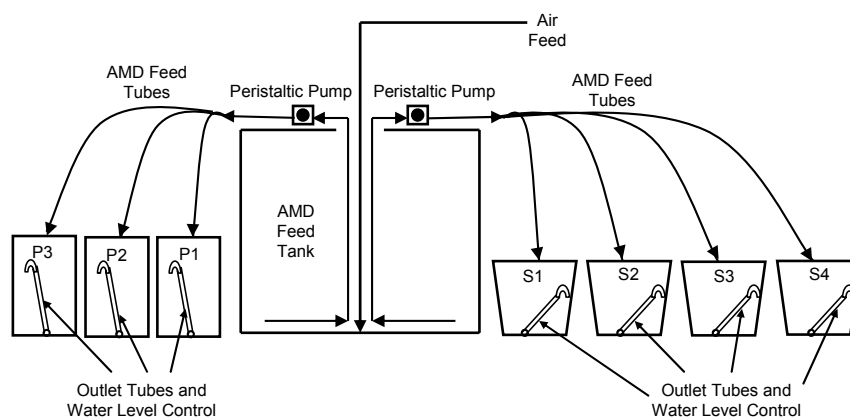 Air
Feed
AMD Feed
Tubes
Peristaltic Pump
Peristaltic Pump
AMD Feed
Tubes
AMD
Feed
Tank
P3
P2
P1
S1
S2
S3
S4
Outlet Tubes and
Water Level Control
Outlet Tubes and
Water Level Control